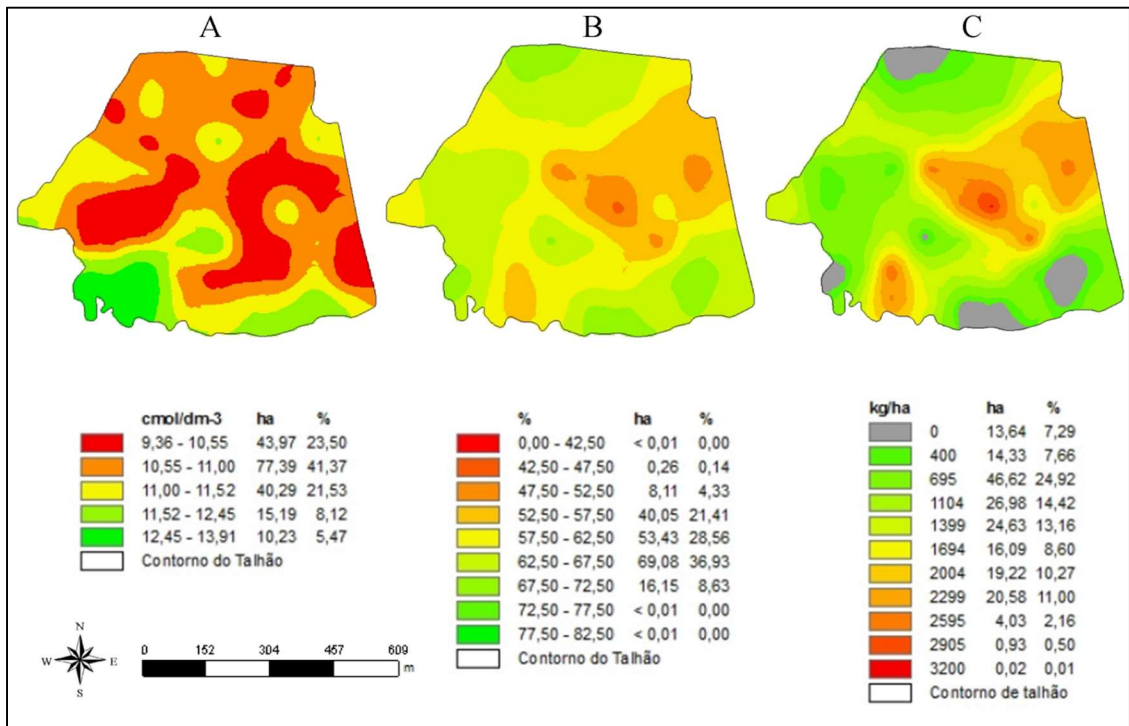 A B C
cmol/dm-3 ha %
9,36 - 10,55 43,97 23,50
10,55 - 11,00 77,39 41,37
11,00 - 11,52 40,29 21,53
11,52 - 12,45 15,19 8,12
12,45 - 13,91 10,23 5,47
Contorno do Talhão
% ha %
0,00 - 42,50 < 0,01 0,00
42,50 - 47,50 0,26 0,14
47,50 - 52,50 8,11 4,33
52,50 - 57,50 40,05 21,41
57,50 - 62,50 53,43 28,56
62,50 - 67,50 69,08 36,93
67,50 - 72,50 16,15 8,63
72,50 - 77,50 < 0,01 0,00
77,50 - 82,50 < 0,01 0,00
Contorno do Talhão
kg/ha ha %
0 13,64 7,29
400 14,33 7,66
695 46,62 24,92
1104 26,98 14,42
1399 24,63 13,16
1694 16,09 8,60
2004 19,22 10,27
2299 20,58 11,00
2595 4,03 2,16
2905 0,93 0,50
3200 0,02 0,01
Contorno de talhão
N
W E
S
0 152 304 457 609
m